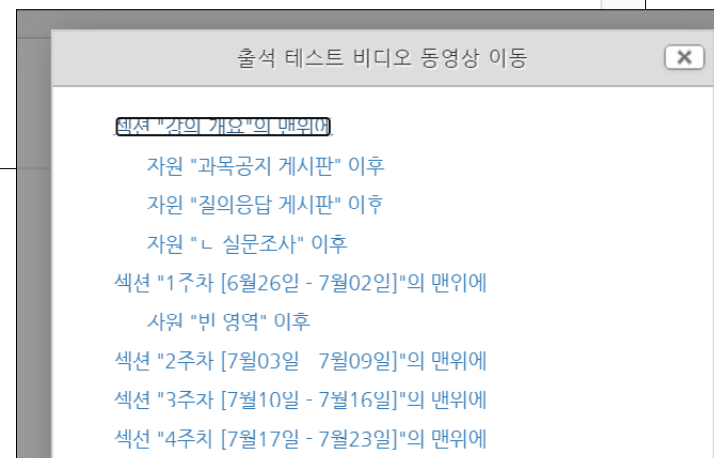 출석 테스트 비디오 동영상 이동
섹션 "강의 개요"의 맨위에
자원 "과목공지 게시판" 이후
자원 "질의응답 게시판" 이후
자원 "ㄴ 설문조사" 이후
섹션 "1주차 [6월26일 - 7월02일]"의 맨위에
자원 "빈 영역" 이후
섹션 "2주차 [7월03일 - 7월09일]"의 맨위에
섹션 "3주차 [7월10일 - 7월16일]"의 맨위에
섹션 "4주차 [7월17일 - 7월23일]"의 맨위에